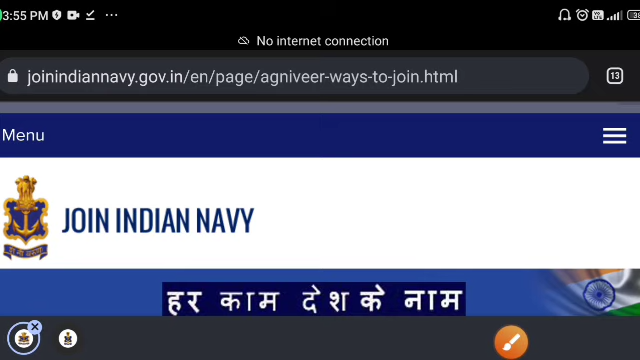 3:55 PM
No internet connection
joinindiannavy.gov.in/en/page/agniveer-ways-to-join.html
13
Menu
JOIN INDIAN NAVY
हर काम देश के नाम